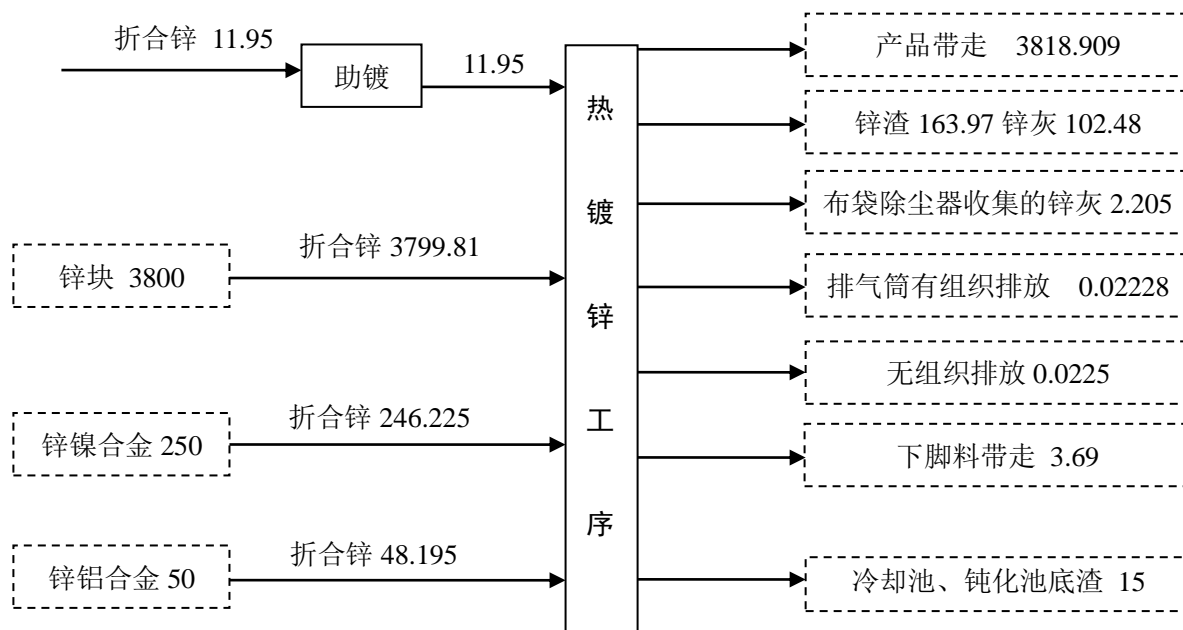 折合锌 11.95
助镀
11.95
锌块 3800
折合锌 3799.81
锌镍合金 250
折合锌 246.225
锌铝合金 50
折合锌 48.195
热
镀
锌
工
序
产品带走 3818.909
锌渣 163.97 锌灰 102.48
布袋除尘器收集的锌灰 2.205
排气筒有组织排放 0.02228
无组织排放 0.0225
下脚料带走 3.69
冷却池、钝化池底渣 15